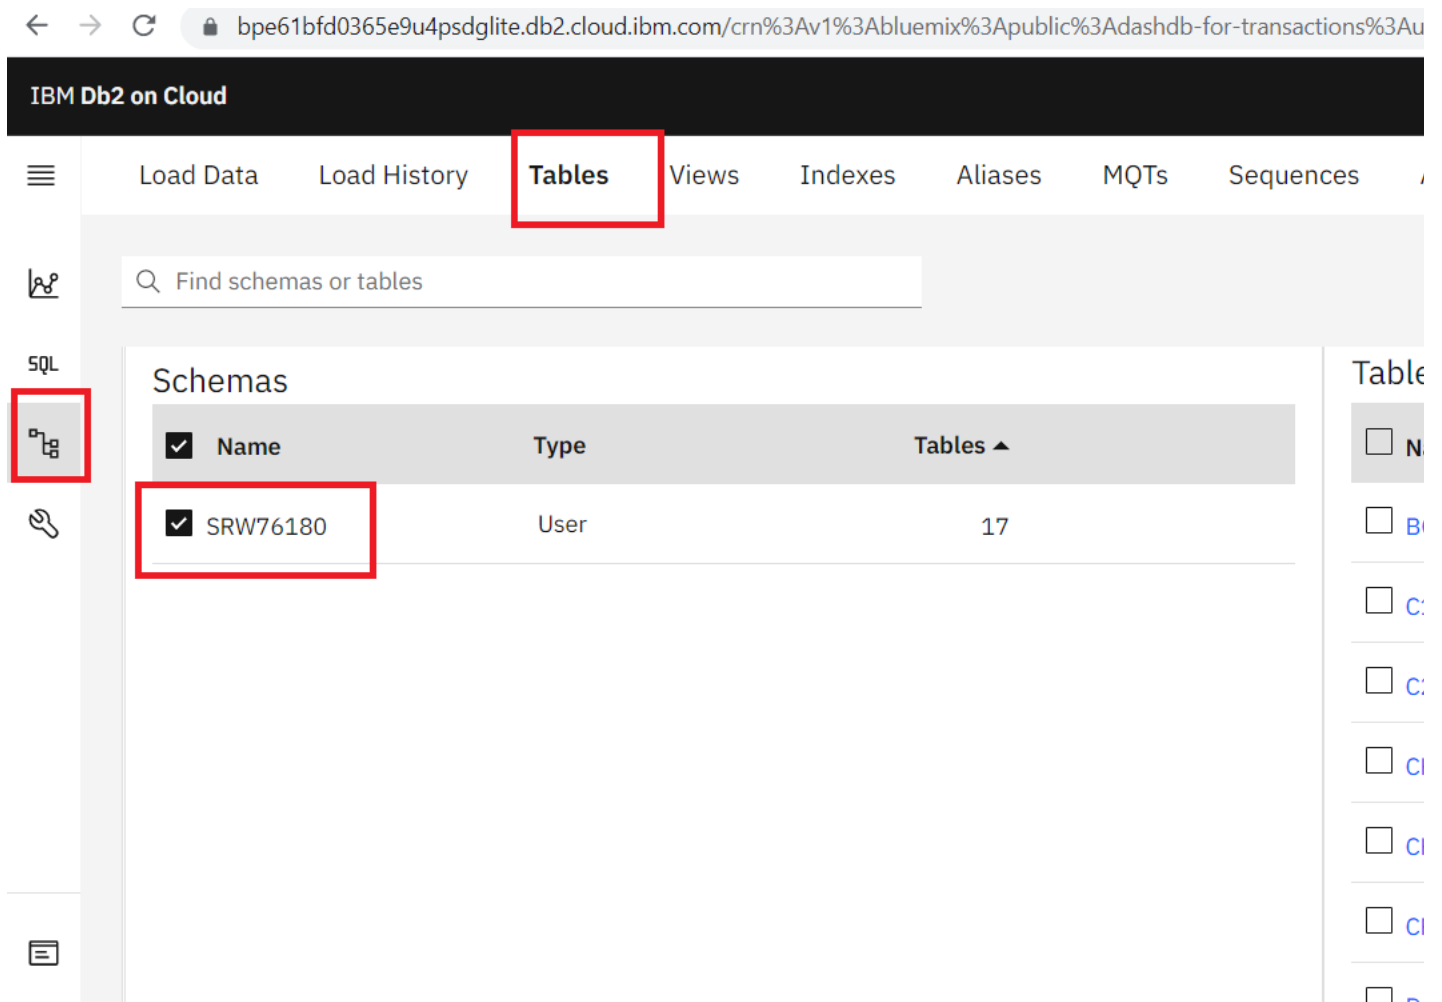 bpe61bfd0365e9u4psdglite.db2.cloud.ibm.com/crn%3Av1%3Abluemix%3Apublic%3Adashdb-for-transactions%3Au
IBM Db2 on Cloud
Load Data Load History Tables Views Indexes Aliases MQTs Sequences
Find schemas or tables
SQL
Schemas
Name Type Tables
SRW76180 User 17